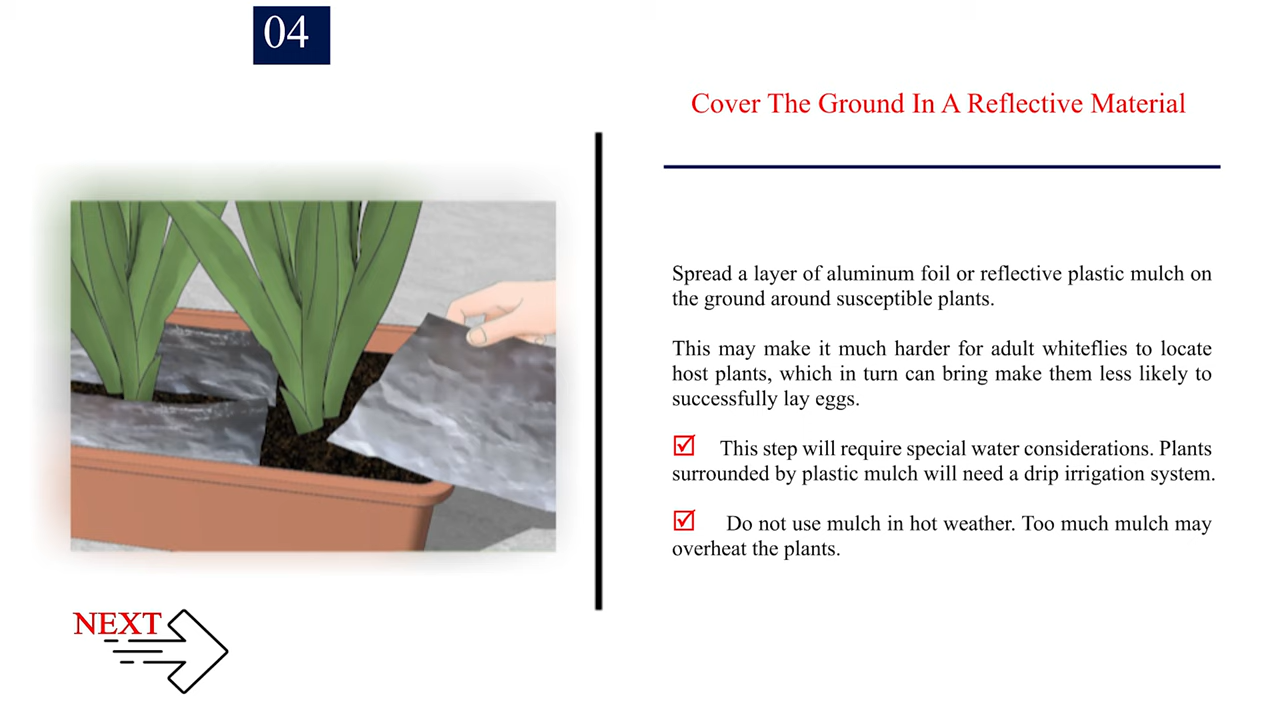 04
Cover The Ground In A Reflective Material
Spread a layer of aluminum foil or reflective plastic mulch on
the ground around susceptible plants.
This may make it much harder for adult whiteflies to locate
host plants, which in turn can bring make them less likely to
successfully lay eggs.
This step will require special water considerations. Plants
surrounded by plastic mulch will need a drip irrigation system.
Do not use mulch in hot weather. Too much mulch may
overheat the plants.
NEXT